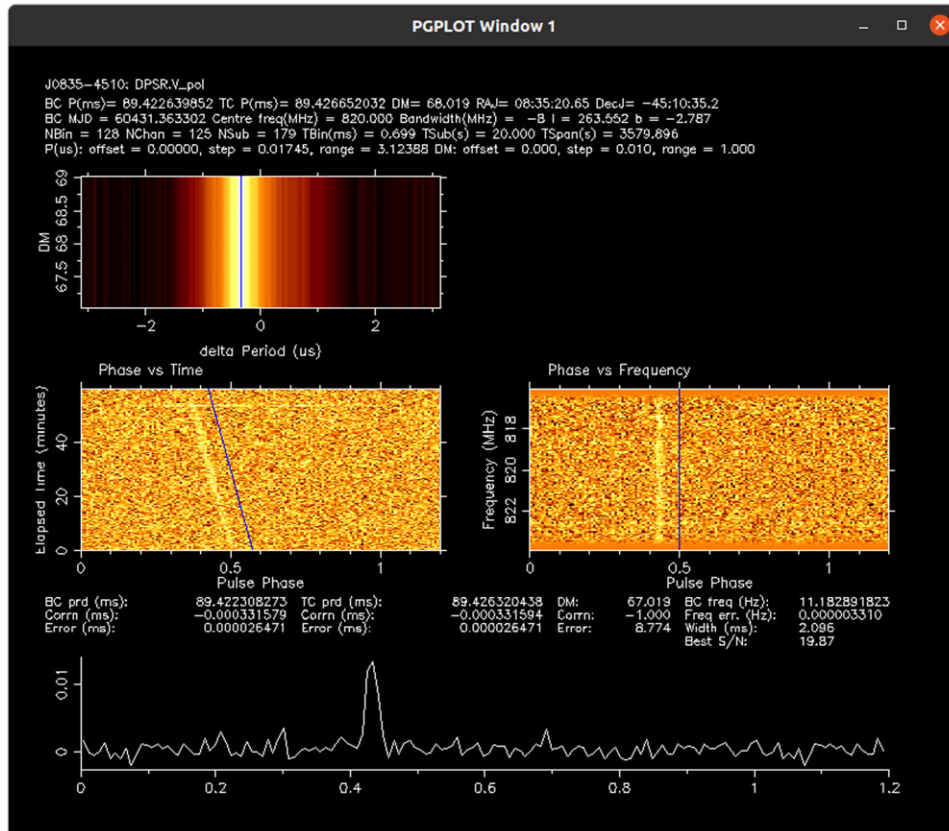 PGPLOT Window 1
J0835-4510: DPSR.V_pol
BC P(ms)= 89.422639852 TC P(ms)= 89.426652032 DM= 68.019 RAJ= 08:35:20.65 DecJ= -45:10:35.2
BC MJD = 60431.363302 Centre freq(MHz) = 820.000 Bandwidth(MHz) = -8 l = 263.552 b = -2.787
NBin = 128 NChan = 125 NSub = 179 TBin(ms) = 0.699 TSub(s) = 20.000 TSpan(s) = 3579.896
P(us): offset = 0.00000, step = 0.01745, range = 3.12388 DM: offset = 0.000, step = 0.010, range = 1.000
69
68.5
68
67.5
DM
-2 0 2
delta Period (us)
Phase vs Time
Elapsed Time (minutes)
40
20
0
0 0.5 1
Pulse Phase
Phase vs Frequency
Frequency (MHz)
818
820
822
0 0.5 1
Pulse Phase
BC prd (ms): 89.422308273 TC prd (ms): 89.426320438 DM: 67.019 BC freq (Hz): 11.182891823
Corrn (ms): -0.000331579 Corrn (ms): -0.000331594 Corrn: -1.000 Freq err. (Hz): 0.000003310
Error (ms): 0.000026471 Error (ms): 0.000026471 Error: 8.774 Width (ms): 2.096
Best S/N: 19.87
0.01
0
0 0.2 0.4 0.6 0.8 1 1.2